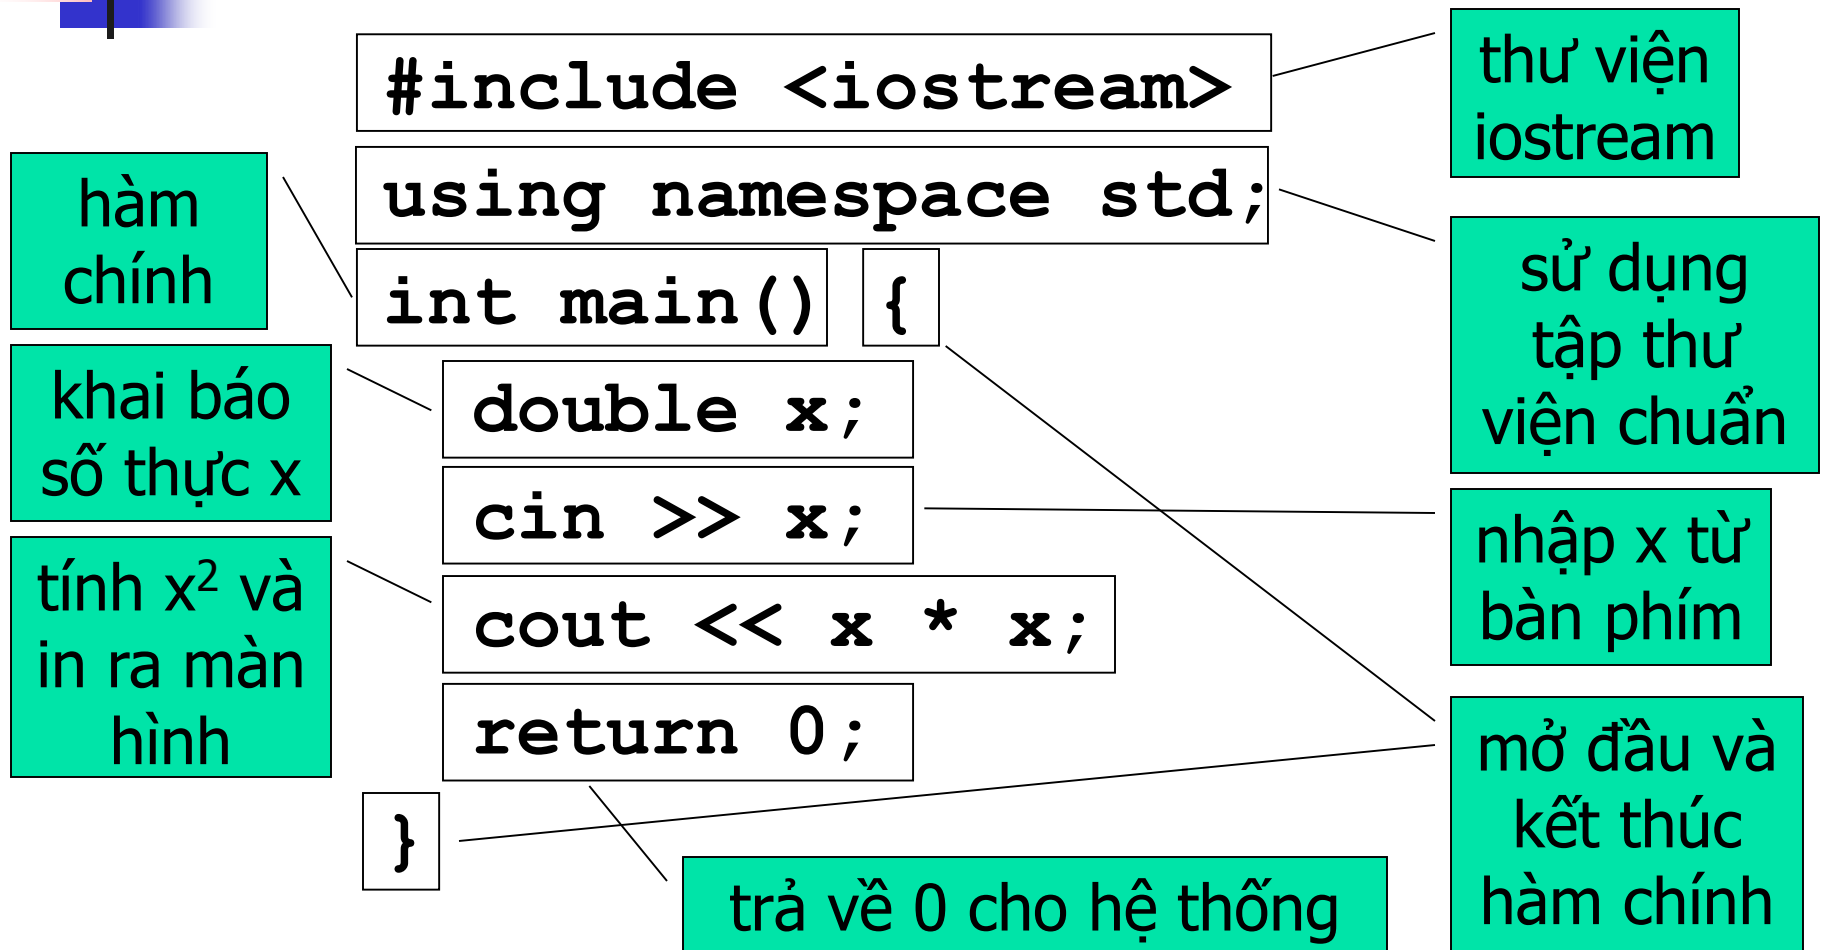 #include <iostream>
thư viện
iostream
using namespace std;
hàm
chính
sử dụng
tập thư
viện chuẩn
int main() {
khai báo
số thực x
double x;
cin >> x;
nhập x từ
bàn phím
tính x² và
in ra màn
hình
cout << x * x;
return 0;
mở đầu và
kết thúc
hàm chính
}
trả về 0 cho hệ thống